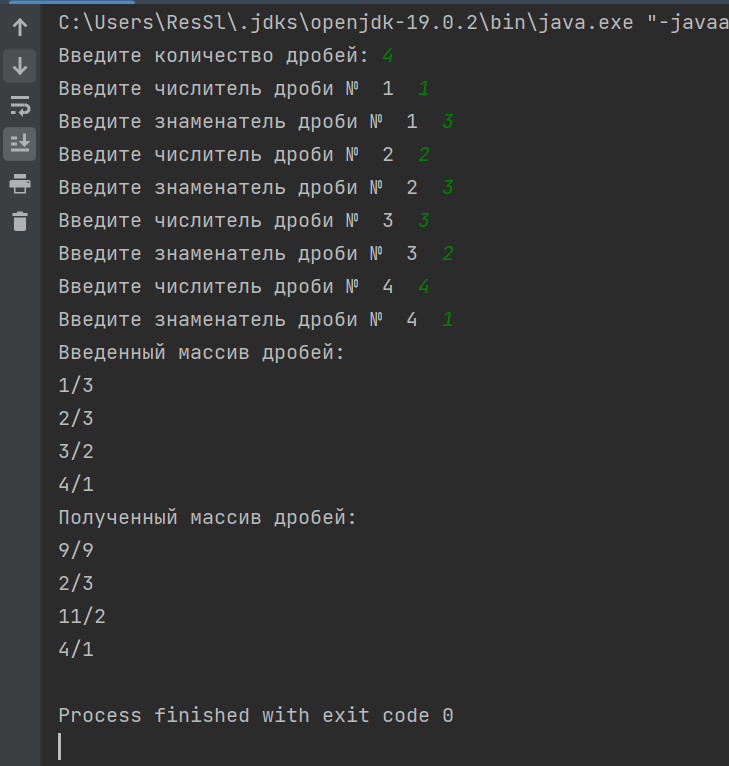 C:\Users\ResSl\.jdks\openjdk-19.0.2\bin\java.exe "-javaa
Введите количество дробей: 4
Введите числитель дроби №  1  1
Введите знаменатель дроби №  1  3
Введите числитель дроби №  2  2
Введите знаменатель дроби №  2  3
Введите числитель дроби №  3  3
Введите знаменатель дроби №  3  2
Введите числитель дроби №  4  4
Введите знаменатель дроби №  4  1
Введенный массив дробей:
1/3
2/3
3/2
4/1
Полученный массив дробей:
9/9
2/3
11/2
4/1
Process finished with exit code 0